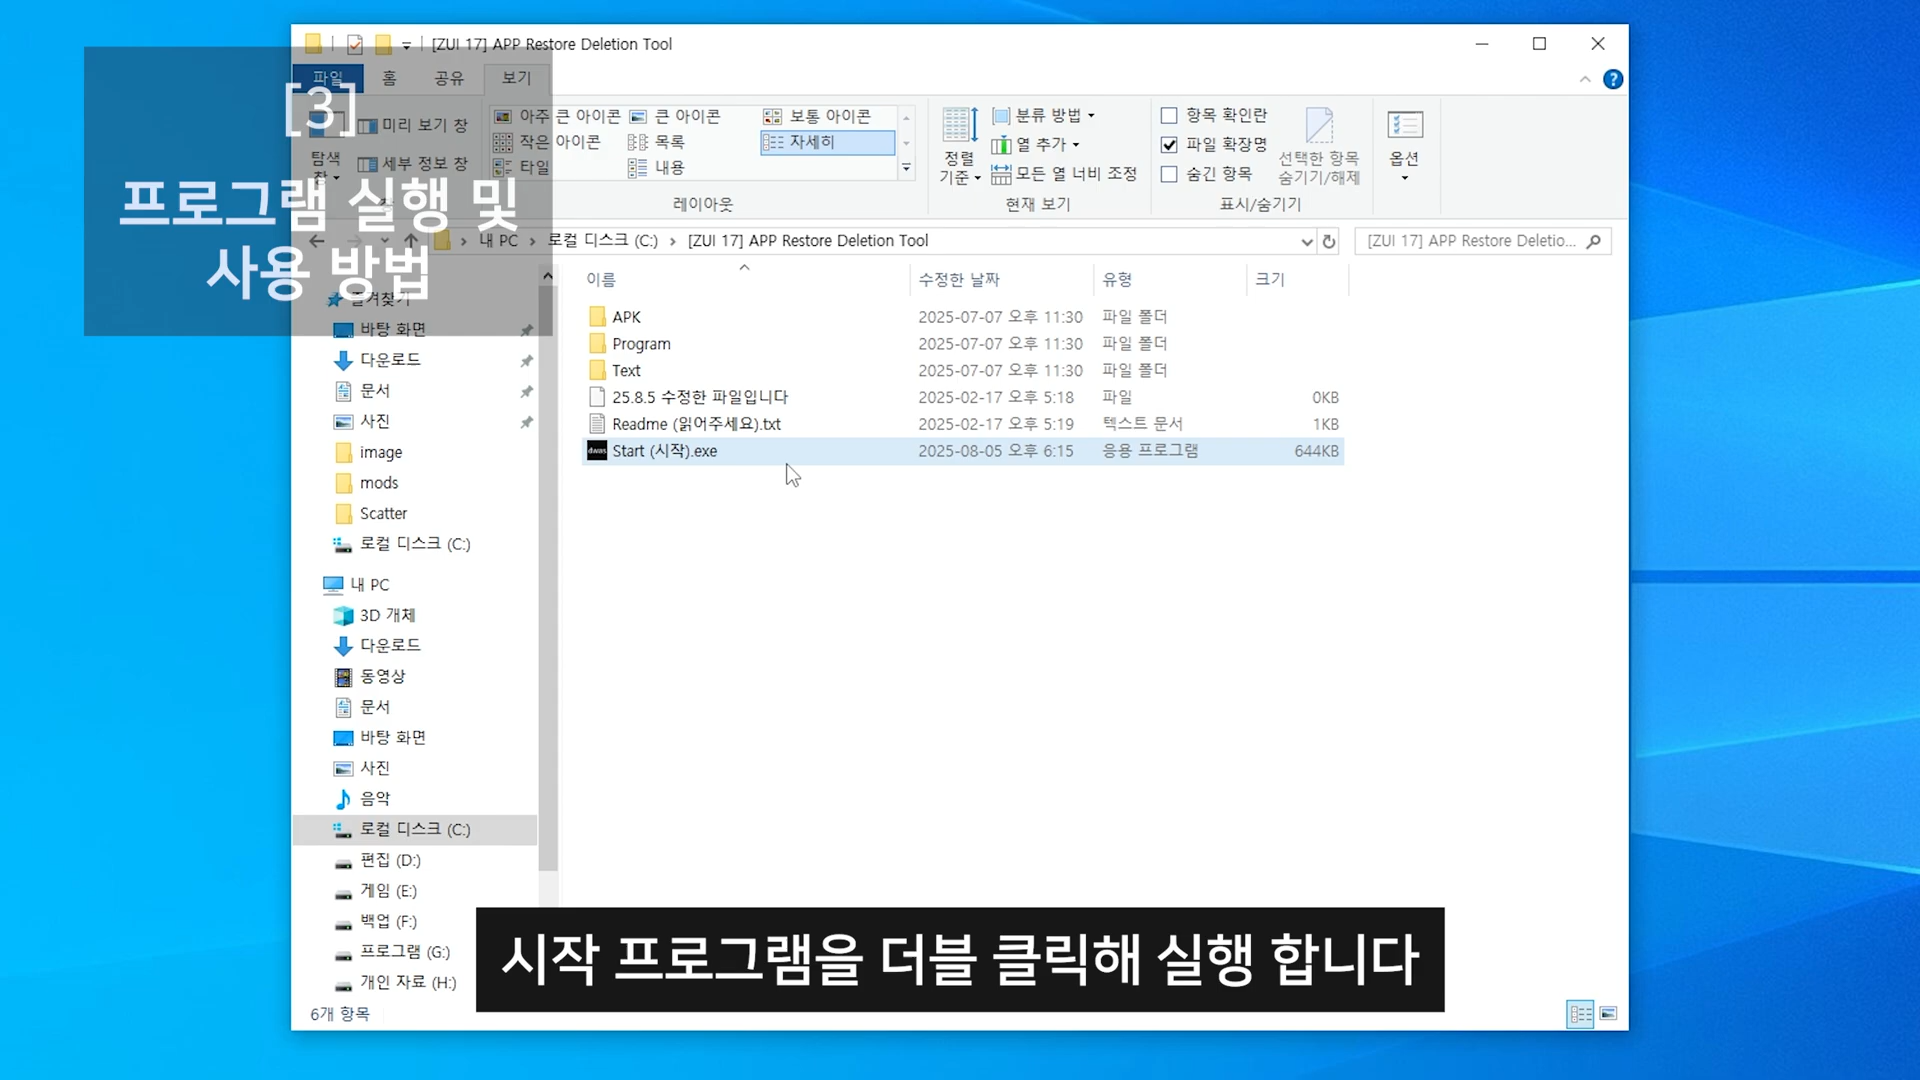 [ZUI 17] APP Restore Deletion Tool
파일
홈
공유
보기
[3]
프로그램 실행 및
사용 방법
탐색
창
미리 보기 창
세부 정보 창
아주 큰 아이콘
큰 아이콘
보통 아이콘
작은 아이콘
목록
자세히
타일
내용
레이아웃
정렬
기준
분류 방법
열 추가
모든 열 너비 조정
현재 보기
항목 확인란
파일 확장명
숨긴 항목
선택한 항목
숨기기/해제
표시/숨기기
옵션
내 PC
로컬 디스크 (C:)
[ZUI 17] APP Restore Deletion Tool
[ZUI 17] APP Restore Deletio...
이름
수정한 날짜
유형
크기
APK 2025-07-07 오후 11:30 파일 폴더
Program 2025-07-07 오후 11:30 파일 폴더
Text 2025-07-07 오후 11:30 파일 폴더
25.8.5 수정한 파일입니다 2025-02-17 오후 5:18 파일 0KB
Readme (읽어주세요).txt 2025-02-17 오후 5:19 텍스트 문서 1KB
dwas Start (시작).exe 2025-08-05 오후 6:15 응용 프로그램 644KB
즐겨찾기
바탕 화면
다운로드
문서
사진
image
mods
Scatter
로컬 디스크 (C:)
내 PC
3D 개체
다운로드
동영상
문서
바탕 화면
사진
음악
로컬 디스크 (C:)
편집 (D:)
게임 (E:)
백업 (F:)
프로그램 (G:)
개인 자료 (H:)
6개 항목
시작 프로그램을 더블 클릭해 실행 합니다